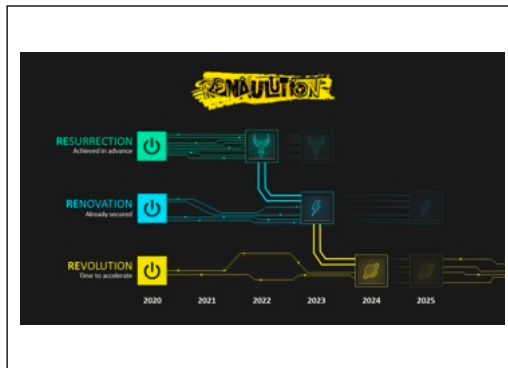 RENAULUTION
RESURRECTION
Achieved in advance
RENOVATION
Already secured
REVOLUTION
Time to accelerate
2020 2021 2022 2023 2024 2025